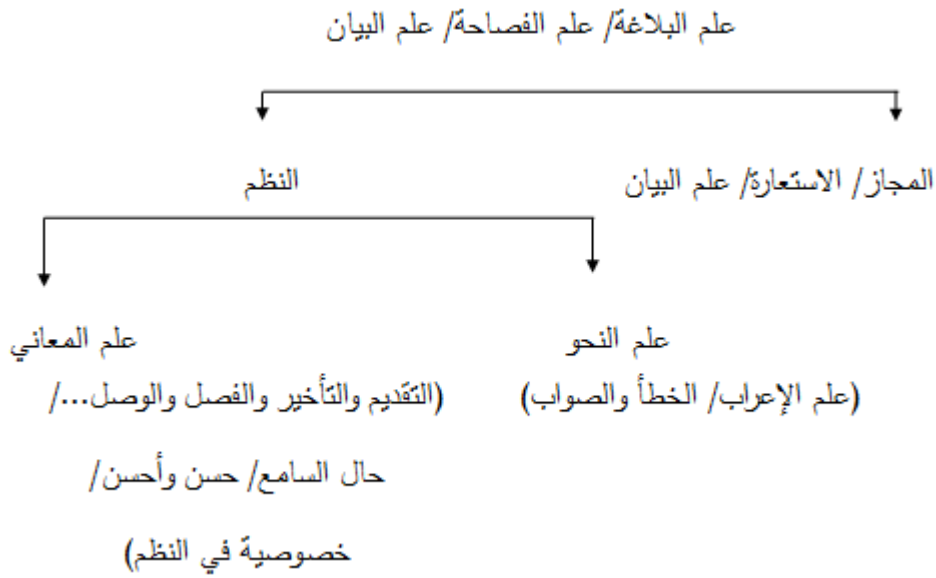 علم البلاغة/ علم الفصاحة/ علم البيان
المجاز/ الاستعارة/ علم البيان
النظم
علم النحو
(علم الإعراب/ الخطأ والصواب)
علم المعاني
(التقديم والتأخير والفصل والوصل.../
حال السامع/ حسن وأحسن/
خصوصية في النظم)